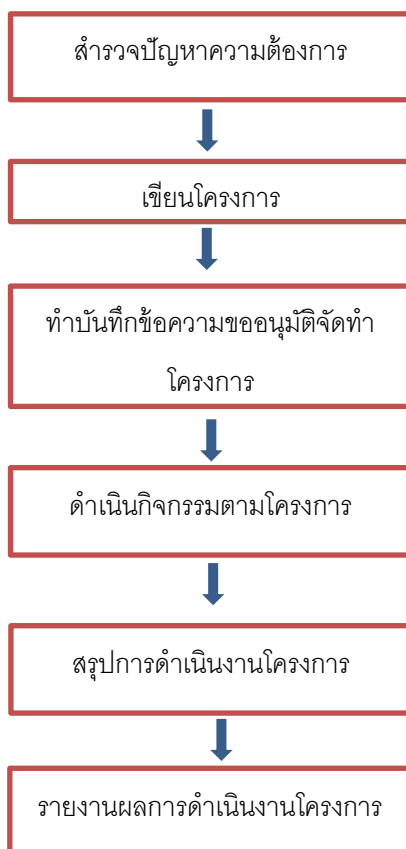 สำรวจปัญหาความต้องการ
เขียนโครงการ
ทำบันทึกข้อความขออนุมัติจัดทำ
โครงการ
ดำเนินกิจกรรมตามโครงการ
สรุปการดำเนินงานโครงการ
รายงานผลการดำเนินงานโครงการ